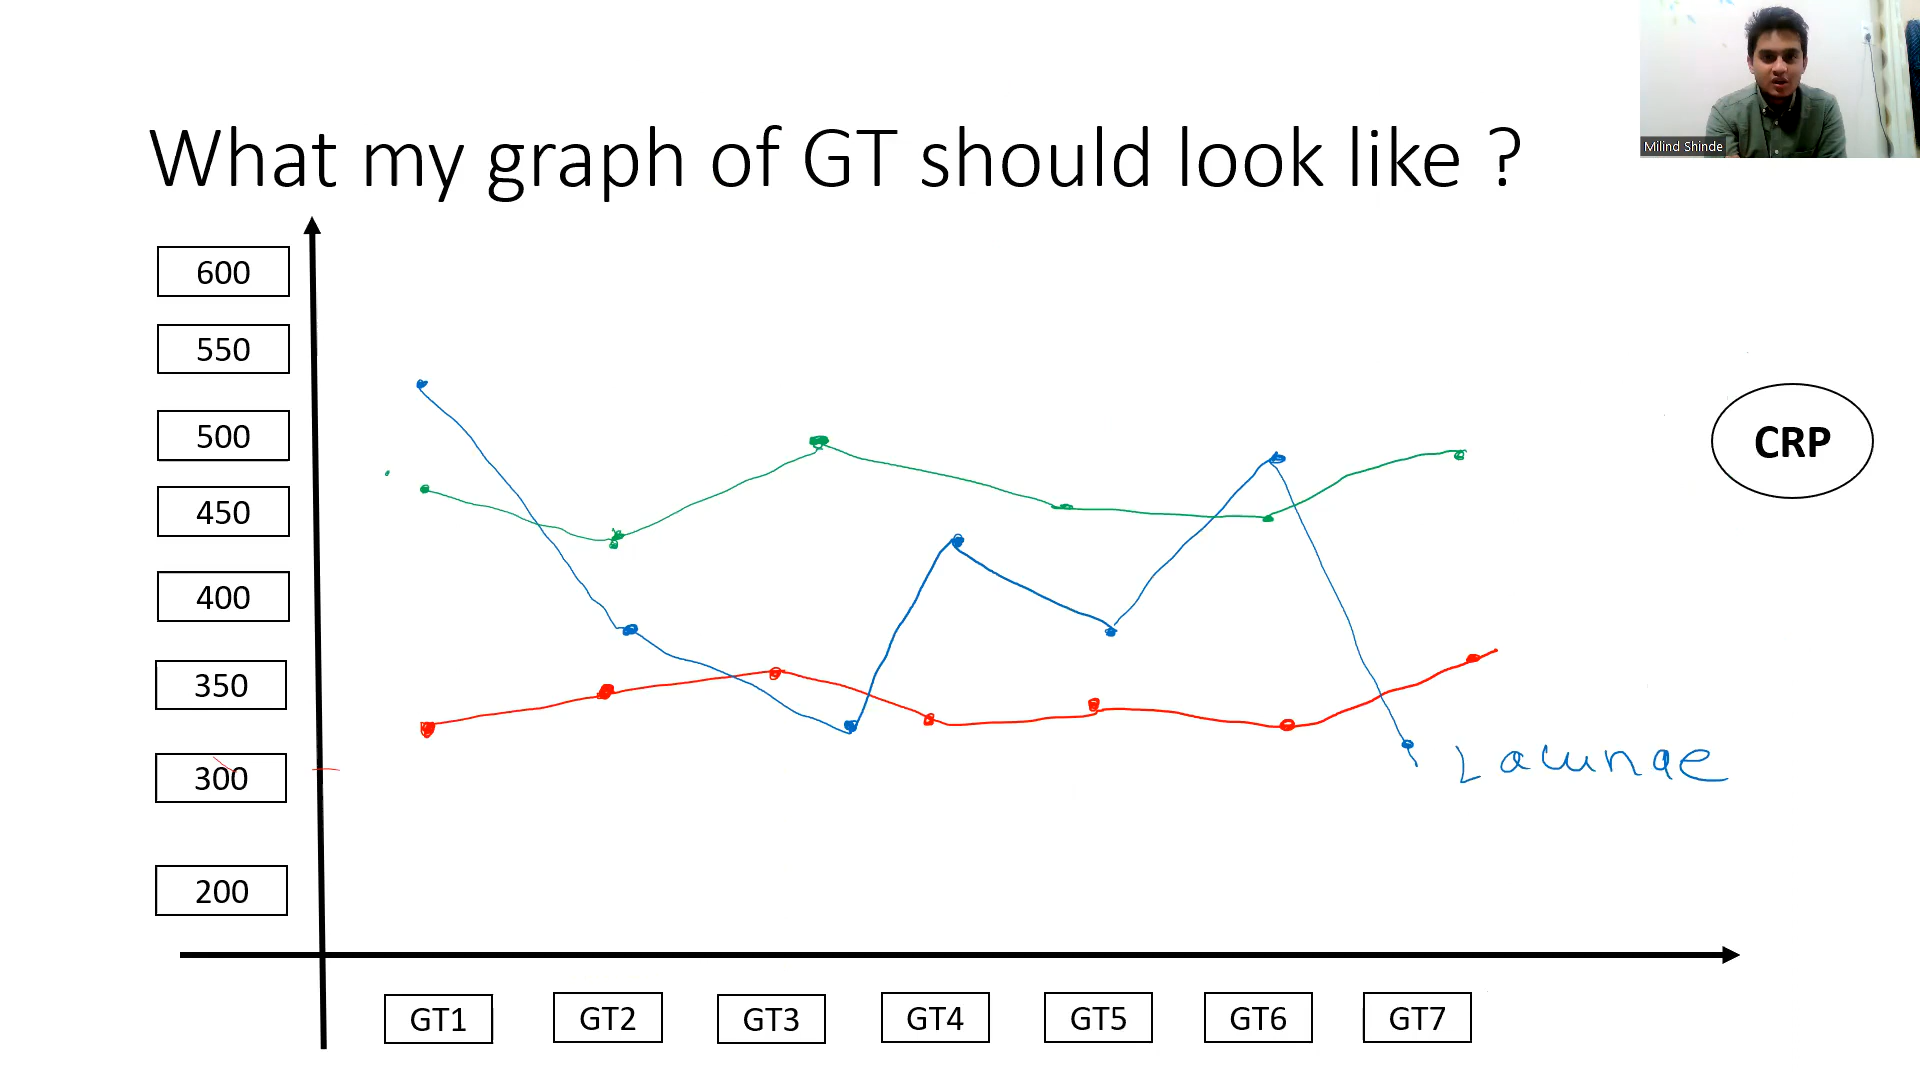 Milind Shinde
What my graph of GT should look like ?
600
550
500
CRP
450
400
350
300
Lacunae
200
GT1 GT2 GT3 GT4 GT5 GT6 GT7